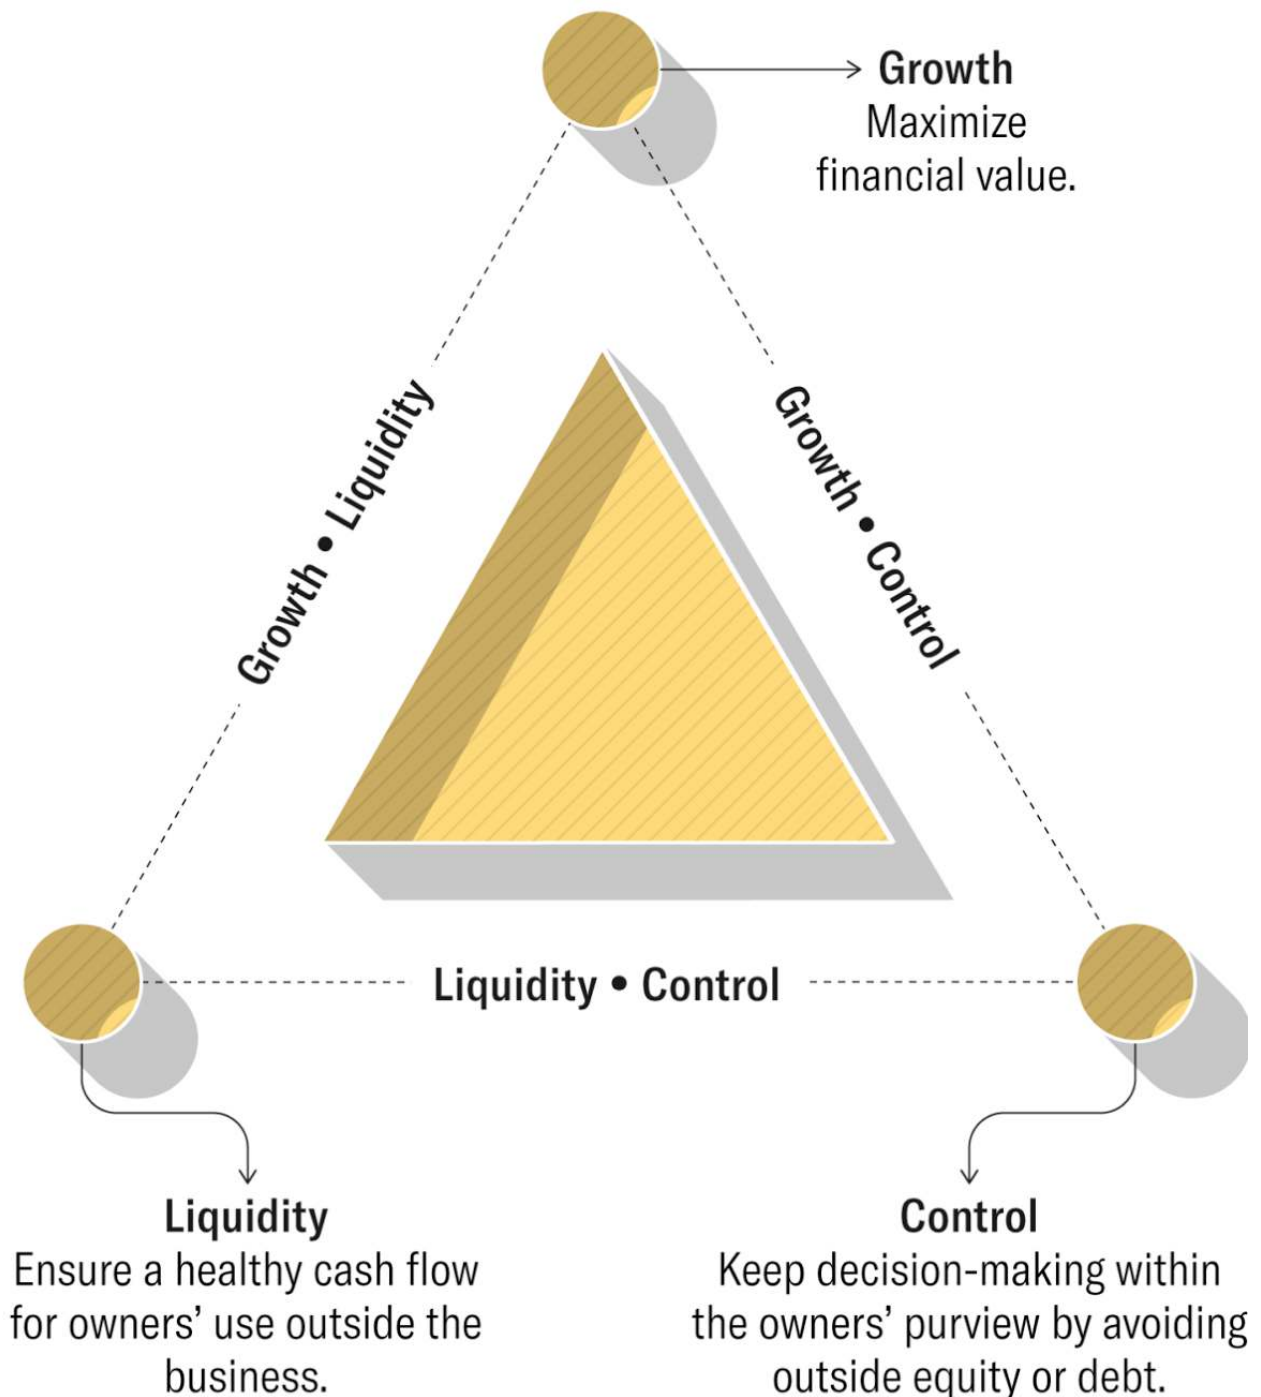 Growth
Maximize
financial value.
Growth • Liquidity
Growth • Control
Liquidity • Control
Liquidity
Ensure a healthy cash flow
for owners’ use outside the
business.
Control
Keep decision-making within
the owners’ purview by avoiding
outside equity or debt.